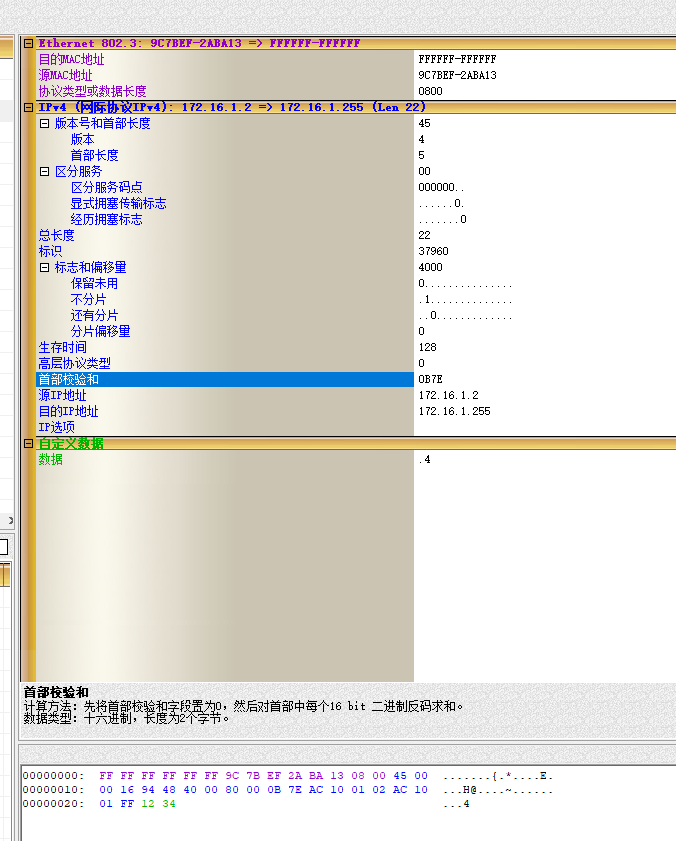 Ethernet 802.3: 9C7BEF-2ABA13 => FFFFFF-FFFFFF
目的MAC地址 FFFFFF-FFFFFF
源MAC地址 9C7BEF-2ABA13
协议类型或数据长度 0800
IPv4 (网际协议IPv4): 172.16.1.2 => 172.16.1.255 (Len 22)
版本号和首部长度 45
版本 4
首部长度 5
区分服务 00
区分服务码点 000000..
显式拥塞传输标志 ......0.
经历拥塞标志 .......0
总长度 22
标识 37960
标志和偏移量 4000
保留未用 0...............
不分片 .1..............
还有分片 ..0.............
分片偏移量 0
生存时间 128
高层协议类型 0
首部校验和 0B7E
源IP地址 172.16.1.2
目的IP地址 172.16.1.255
IP选项
自定义数据
数据 .4
首部校验和
计算方法: 先将首部校验和字段置为0, 然后对首部中每个16 bit 二进制反码求和。
数据类型: 十六进制, 长度为2个字节。
00000000: FF FF FF FF FF FF 9C 7B EF 2A BA 13 08 00 45 00 .......{.*....E.
00000010: 00 16 94 48 40 00 80 00 0B 7E AC 10 01 02 AC 10 ...H@....~......
00000020: 01 FF 12 34 ...4